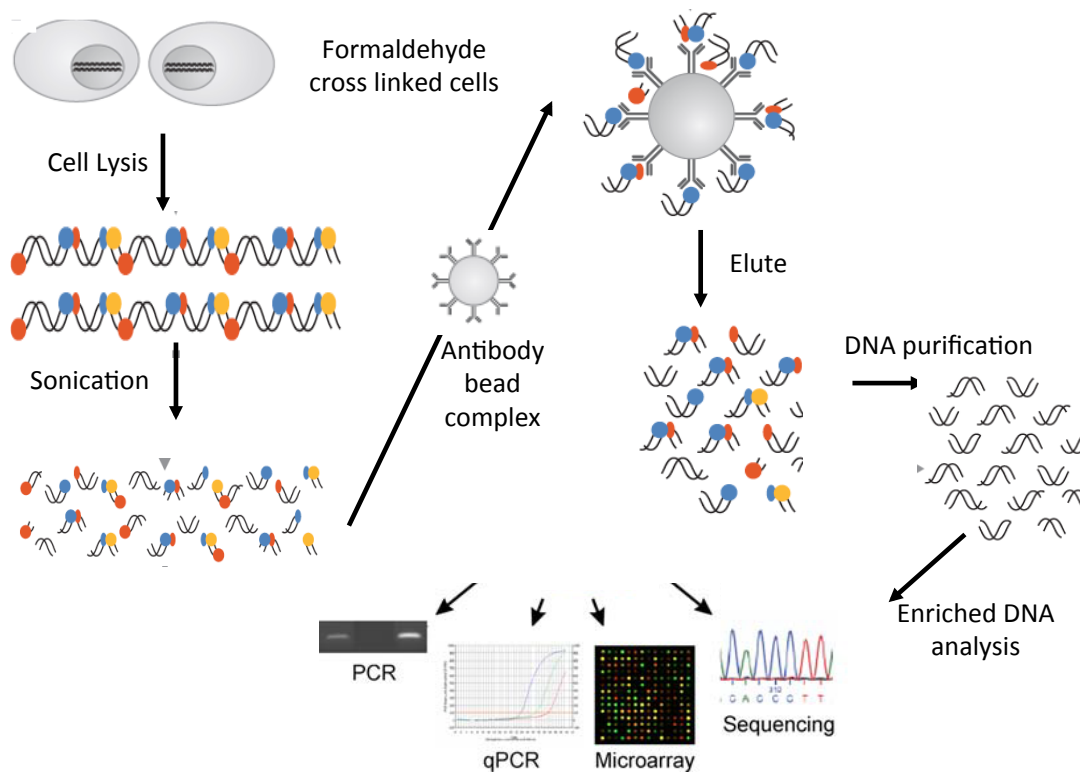 Formaldehyde
cross linked cells
Cell Lysis
Sonication
Antibody
bead
complex
Elute
DNA purification
Enriched DNA
analysis
PCR
qPCR
Microarray
G A G C G T T
Sequencing